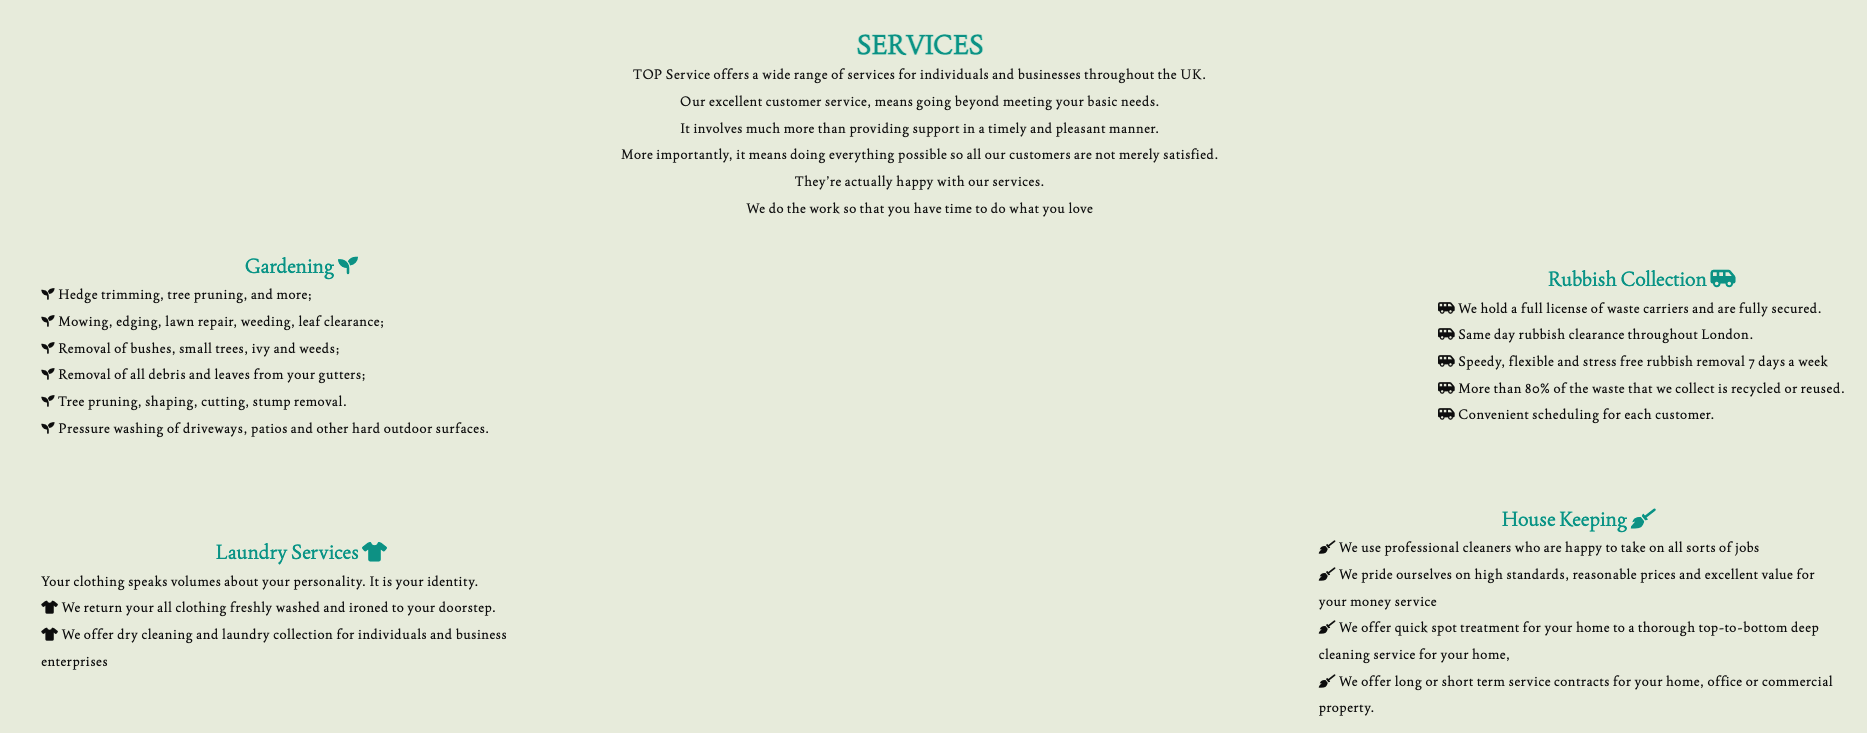 SERVICES
TOP Service offers a wide range of services for individuals and businesses throughout the UK.
Our excellent customer service, means going beyond meeting your basic needs.
It involves much more than providing support in a timely and pleasant manner.
More importantly, it means doing everything possible so all our customers are not merely satisfied.
They're actually happy with our services.
We do the work so that you have time to do what you love
Gardening
Hedge trimming, tree pruning, and more;
Mowing, edging, lawn repair, weeding, leaf clearance;
Removal of bushes, small trees, ivy and weeds;
Removal of all debris and leaves from your gutters;
Tree pruning, shaping, cutting, stump removal.
Pressure washing of driveways, patios and other hard outdoor surfaces.
Rubbish Collection
We hold a full license of waste carriers and are fully secured.
Same day rubbish clearance throughout London.
Speedy, flexible and stress free rubbish removal 7 days a week
More than 80% of the waste that we collect is recycled or reused.
Convenient scheduling for each customer.
Laundry Services
Your clothing speaks volumes about your personality. It is your identity.
We return your all clothing freshly washed and ironed to your doorstep.
We offer dry cleaning and laundry collection for individuals and business
enterprises
House Keeping
We use professional cleaners who are happy to take on all sorts of jobs
We pride ourselves on high standards, reasonable prices and excellent value for
your money service
We offer quick spot treatment for your home to a thorough top-to-bottom deep
cleaning service for your home,
We offer long or short term service contracts for your home, office or commercial
property.